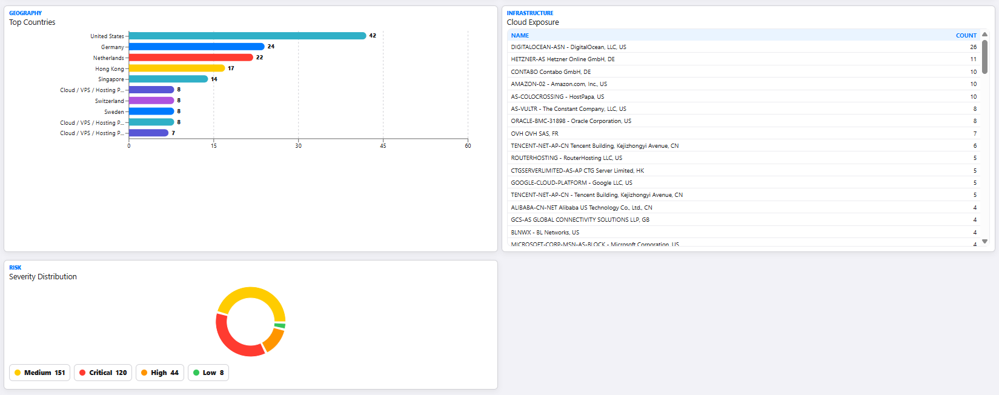 GEOGRAPHY
Top Countries
United States 42
Germany 24
Netherlands 22
Hong Kong 17
Singapore 14
Cloud / VPS / Hosting P... 8
Switzerland 8
Sweden 8
Cloud / VPS / Hosting P... 8
Cloud / VPS / Hosting P... 7
0 15 30 45 60
INFRASTRUCTURE
Cloud Exposure
NAME COUNT
DIGITALOCEAN-ASN - DigitalOcean, LLC, US 26
HETZNER-AS Hetzner Online GmbH, DE 11
CONTABO Contabo GmbH, DE 10
AMAZON-02 - Amazon.com, Inc., US 10
AS-COLOCROSSING - HostPapa, US 10
AS-VULTR - The Constant Company, LLC, US 8
ORACLE-BMC-31898 - Oracle Corporation, US 8
OVH OVH SAS, FR 7
TENCENT-NET-AP-CN Tencent Building, Kejizhongyi Avenue, CN 6
ROUTERHOSTING - RouterHosting LLC, US 5
CTGSERVERLIMITED-AS-AP CTG Server Limited, HK 5
GOOGLE-CLOUD-PLATFORM - Google LLC, US 5
TENCENT-NET-AP-CN - Tencent Building, Kejizhongyi Avenue, CN 5
ALIBABA-CN-NET Alibaba US Technology Co., Ltd., CN 4
GCS-AS GLOBAL CONNECTIVITY SOLUTIONS LLP, GB 4
BLNWX - BL Networks, US 4
MICROSOFT-CORP-MSN-AS-BLOCK - Microsoft Corporation, US 4
RISK
Severity Distribution
Medium 151 Critical 120 High 44 Low 8